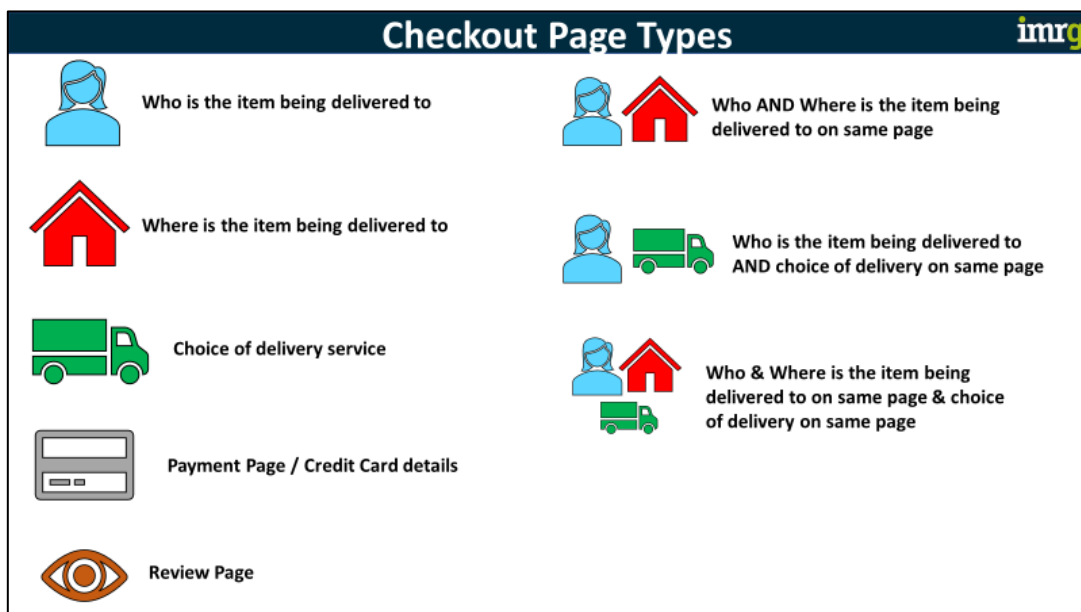 Checkout Page Types
imrg
Who is the item being delivered to
Where is the item being delivered to
Choice of delivery service
Payment Page / Credit Card details
Review Page
Who AND Where is the item being
delivered to on same page
Who is the item being delivered to
AND choice of delivery on same page
Who & Where is the item being
delivered to on same page & choice
of delivery on same page